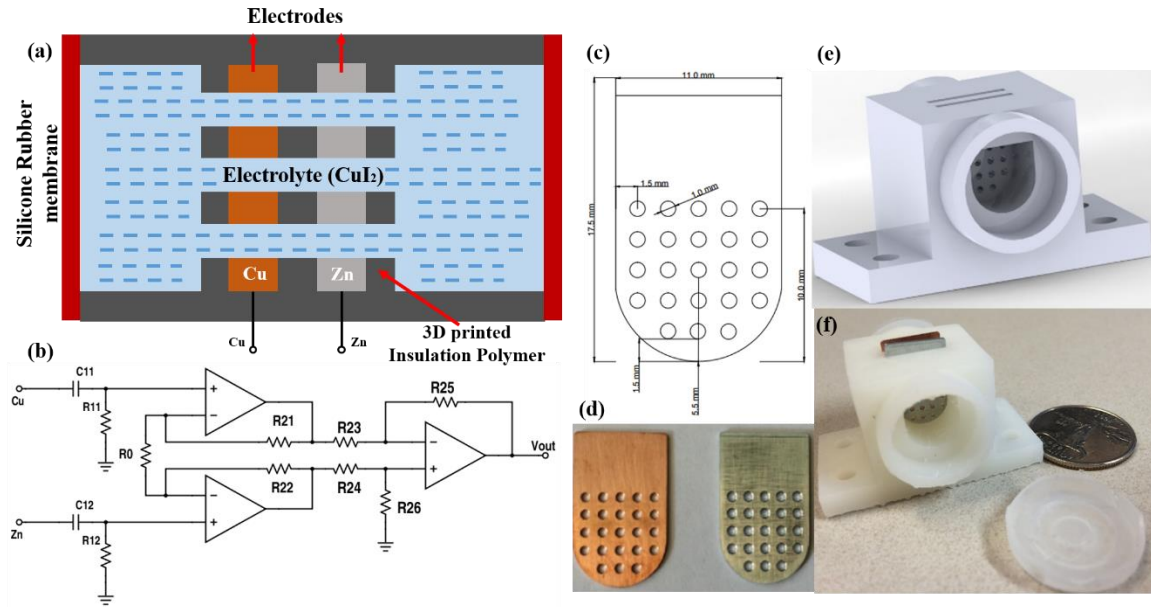 Electrodes
(a)
Silicone Rubber
membrane
Electrolyte (CuI₂)
Cu
Zn
Cu
Zn
3D printed
Insulation Polymer
(b)
Cu
C11
R11
R0
R21
R22
R23
R24
R25
R26
Vout
Zn
C12
R12
(c)
11.0 mm
17.5 mm
1.5 mm
1.0 mm
10.0 mm
1.5 mm
5.5 mm
(d)
(e)
(f)